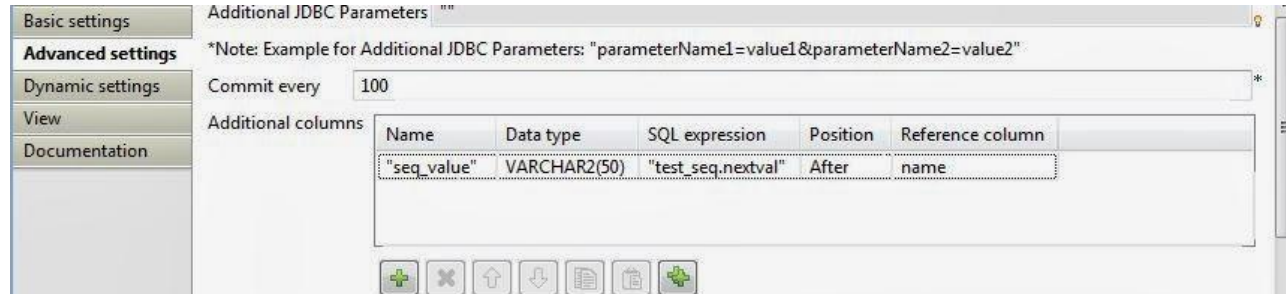 Basic settings
Advanced settings
Dynamic settings
View
Documentation
Additional JDBC Parameters ""
*Note: Example for Additional JDBC Parameters: "parameterName1=value1&parameterName2=value2"
Commit every 100 *
Additional columns
Name Data type SQL expression Position Reference column
"seq_value" VARCHAR2(50) "test_seq.nextval" After name